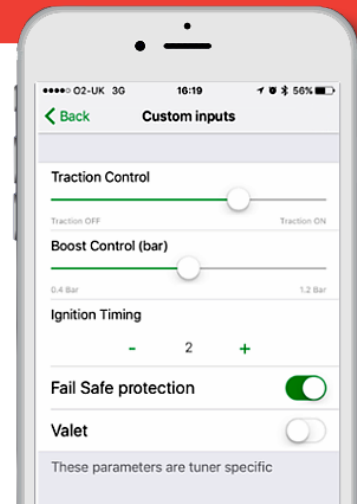 O2-UK 3G 16:19 56%
Back Custom inputs
Traction Control
Traction OFF Traction ON
Boost Control (bar)
0.4 Bar 1.2 Bar
Ignition Timing
- 2 +
Fail Safe protection
Valet
These parameters are tuner specific